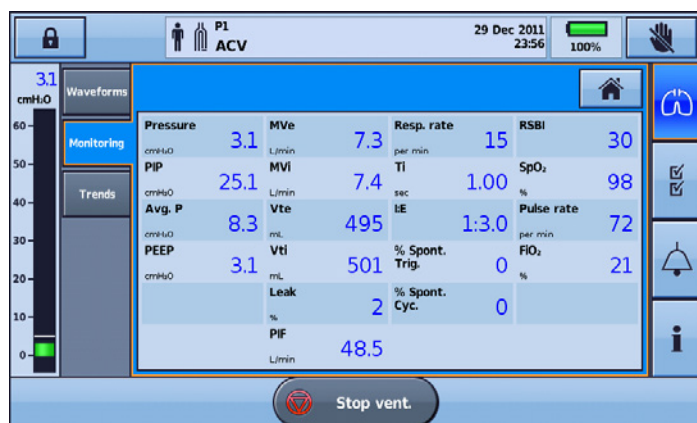 P1
ACV
29 Dec 2011
23:56
100%
3.1
cmH₂O
60
50
40
30
20
10
0
Waveforms
Monitoring
Trends
Pressure
cmH₂O
3.1
MVe
L/min
7.3
Resp. rate
per min
15
RSBI
30
PIP
cmH₂O
25.1
MVi
L/min
7.4
Ti
sec
1.00
SpO₂
%
98
Avg. P
cmH₂O
8.3
Vte
mL
495
I:E
1:3.0
Pulse rate
per min
72
PEEP
cmH₂O
3.1
Vti
mL
501
% Spont.
Trig.
0
FiO₂
%
21
Leak
%
2
% Spont.
Cyc.
0
PIF
L/min
48.5
i
Stop vent.